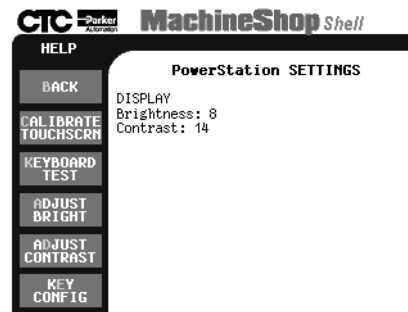 CTC Parker Automation MachineShop Shell
HELP
PowerStation SETTINGS
BACK
DISPLAY
Brightness: 8
Contrast: 14
CALIBRATE
TOUCHSCRN
KEYBOARD
TEST
ADJUST
BRIGHT
ADJUST
CONTRAST
KEY
CONFIG